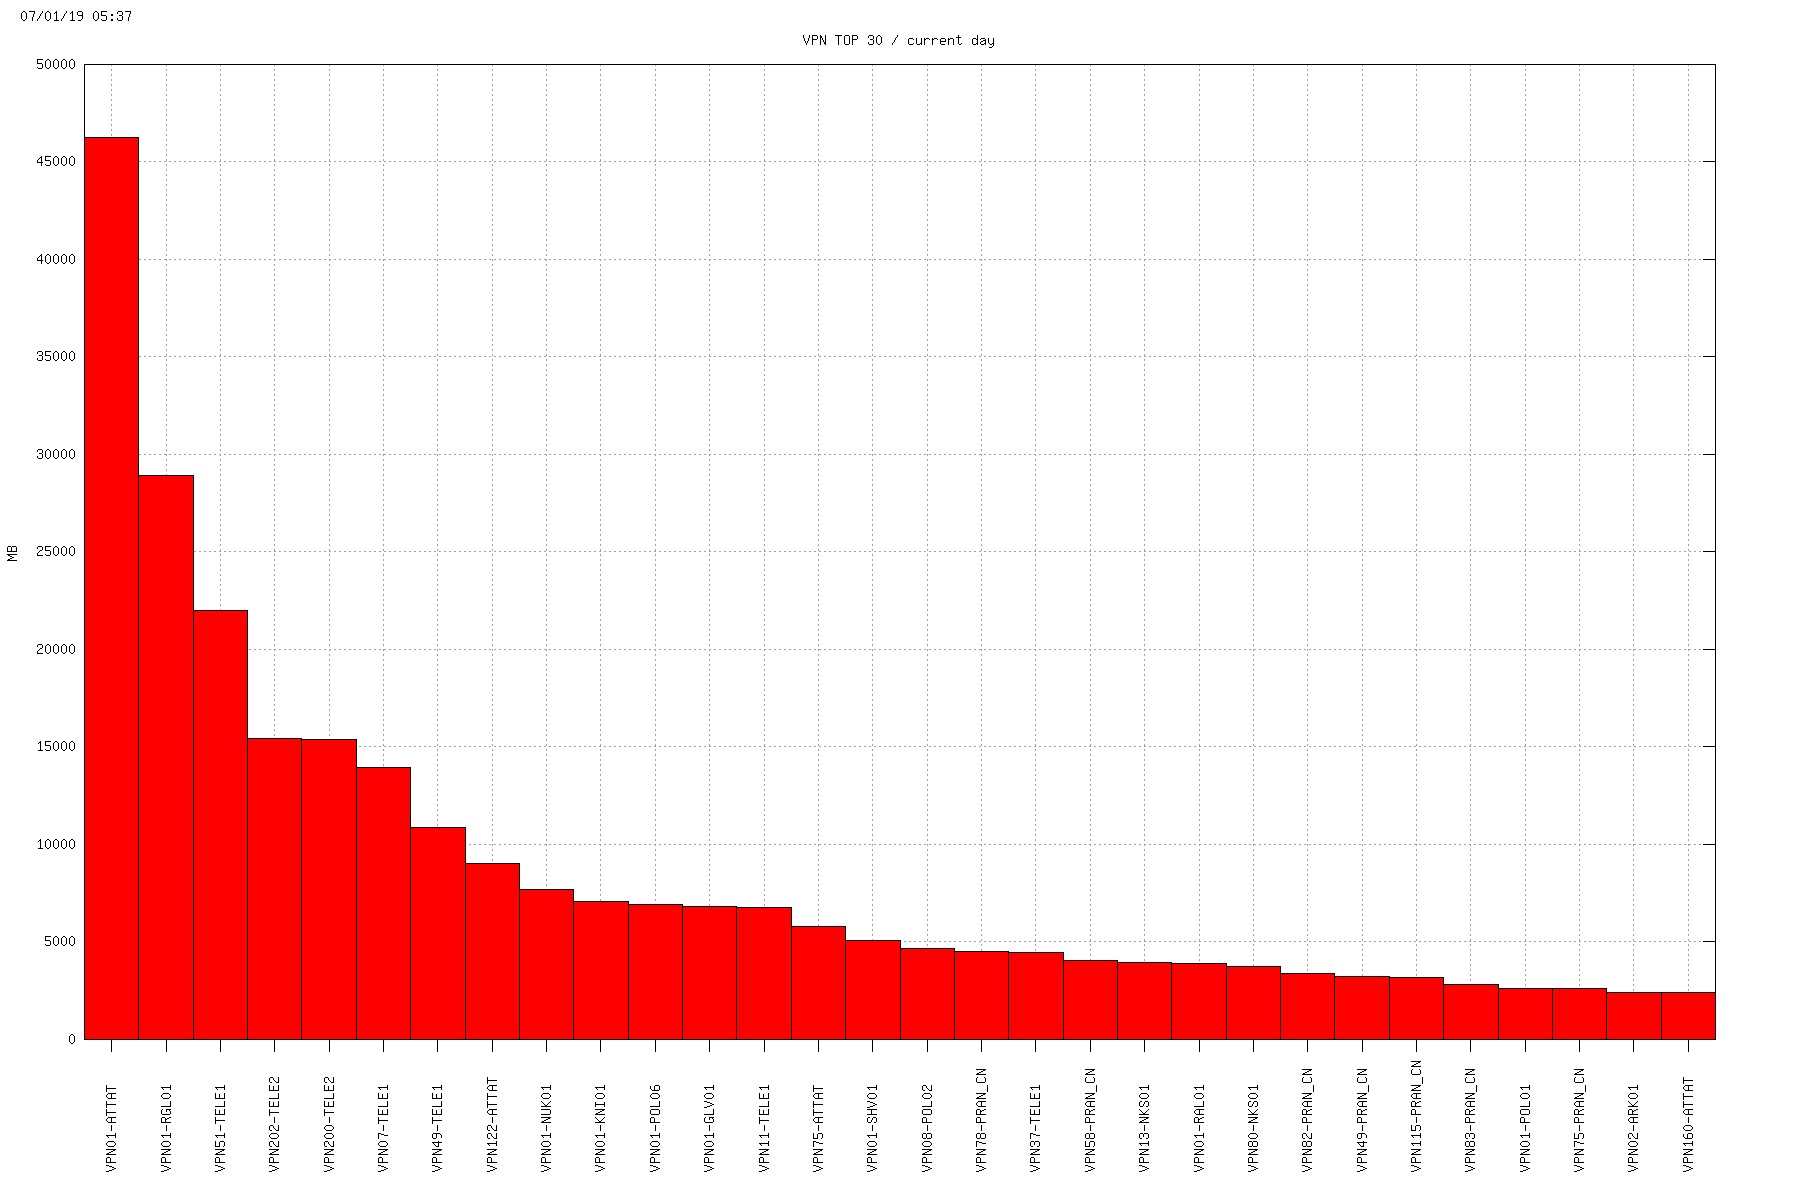 07/01/19 05:37
VPN TOP 30 / current day
50000
45000
40000
35000
30000
25000
20000
15000
10000
5000
0
MB
VPN01-ATTAT
VPN01-RGL01
VPN51-TELE1
VPN202-TELE2
VPN200-TELE2
VPN07-TELE1
VPN49-TELE1
VPN122-ATTAT
VPN01-NUK01
VPN01-KNI01
VPN01-POL06
VPN01-GLV01
VPN11-TELE1
VPN75-ATTAT
VPN01-SHV01
VPN08-POL02
VPN78-PRAN_CN
VPN37-TELE1
VPN58-PRAN_CN
VPN13-NKS01
VPN01-RAL01
VPN80-NKS01
VPN82-PRAN_CN
VPN49-PRAN_CN
VPN115-PRAN_CN
VPN83-PRAN_CN
VPN01-POL01
VPN75-PRAN_CN
VPN02-ARK01
VPN160-ATTAT